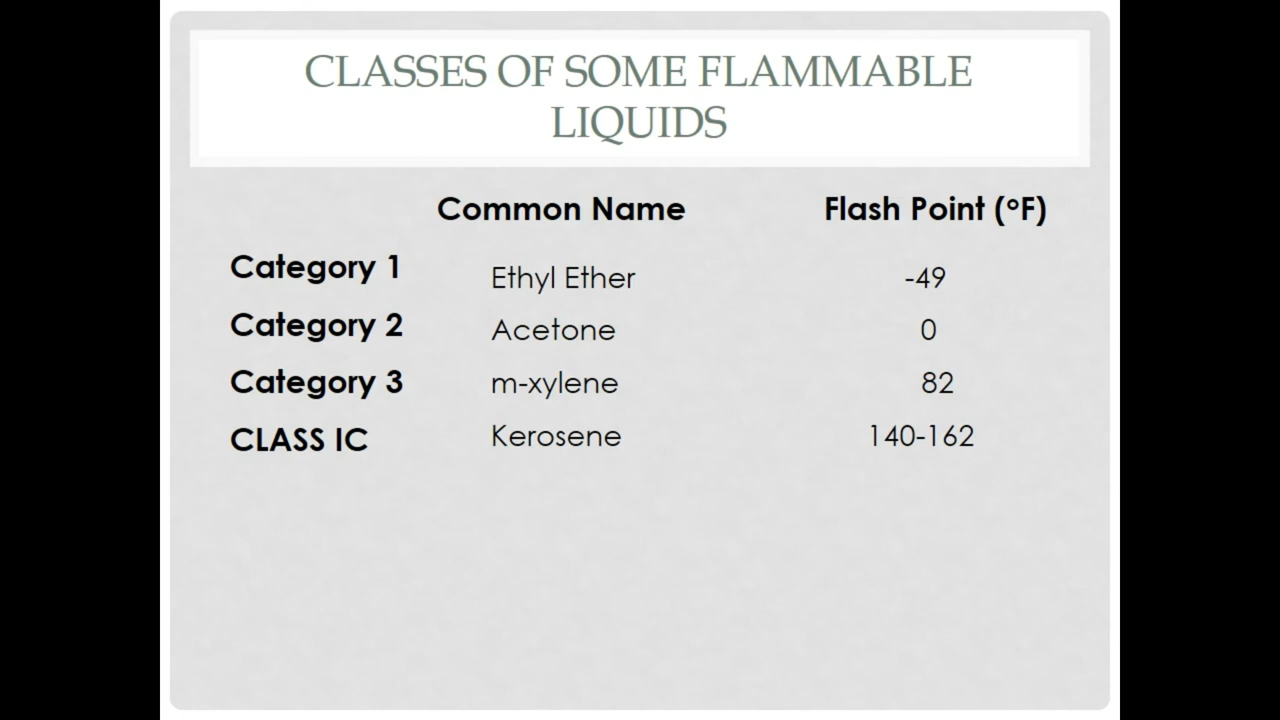 CLASSES OF SOME FLAMMABLE
LIQUIDS
Common Name Flash Point (°F)
Category 1 Ethyl Ether -49
Category 2 Acetone 0
Category 3 m-xylene 82
CLASS IC Kerosene 140-162